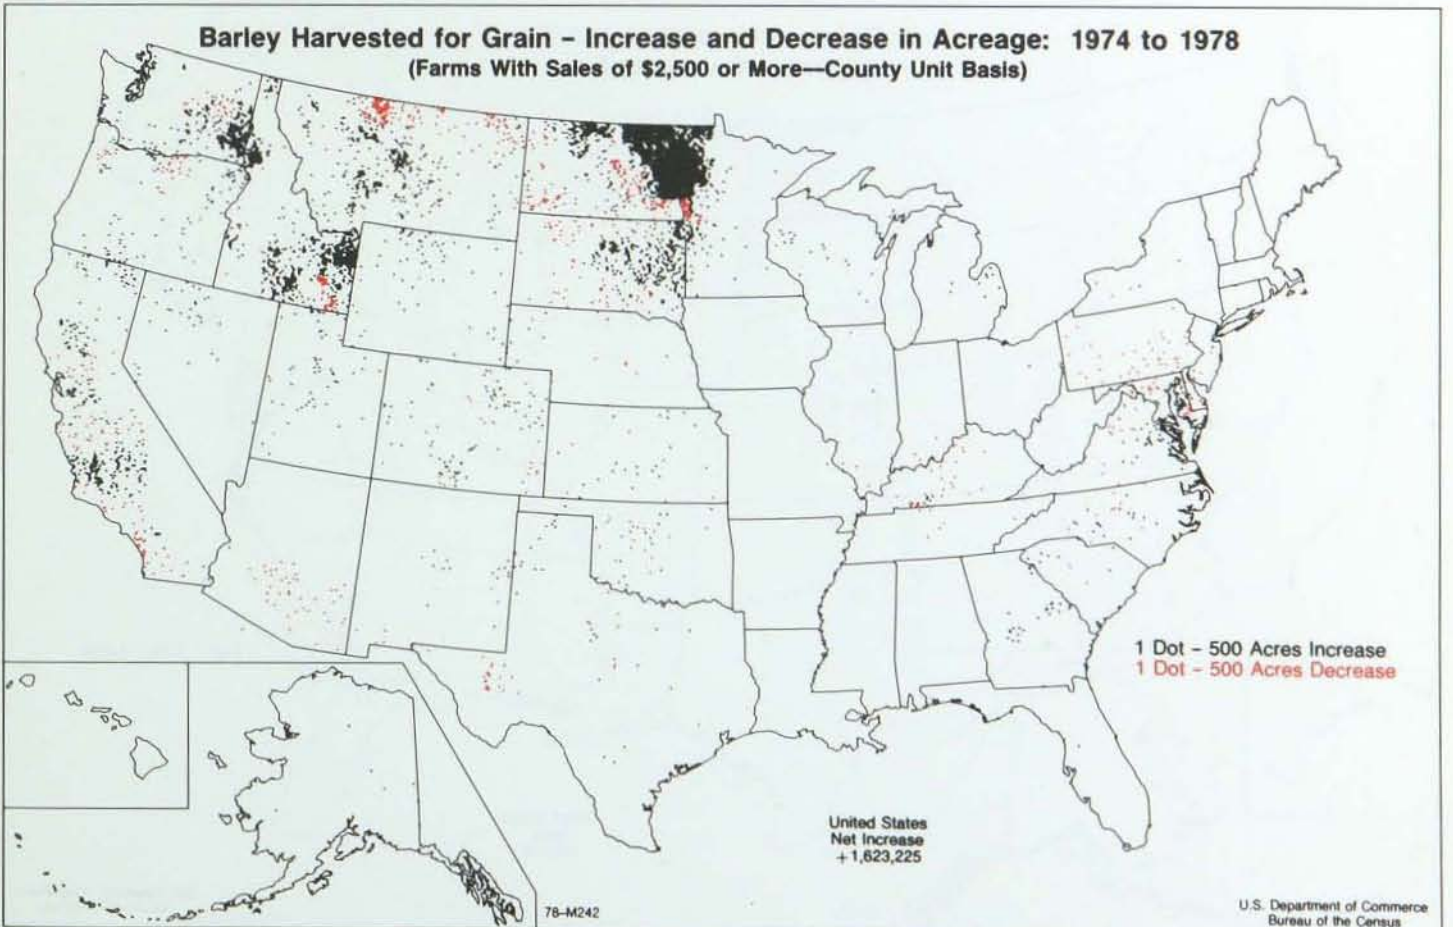 Barley Harvested for Grain – Increase and Decrease in Acreage: 1974 to 1978
(Farms With Sales of $2,500 or More—County Unit Basis)
1 Dot – 500 Acres Increase
1 Dot – 500 Acres Decrease
United States
Net Increase
+1,623,225
78–M242
U.S. Department of Commerce
Bureau of the Census